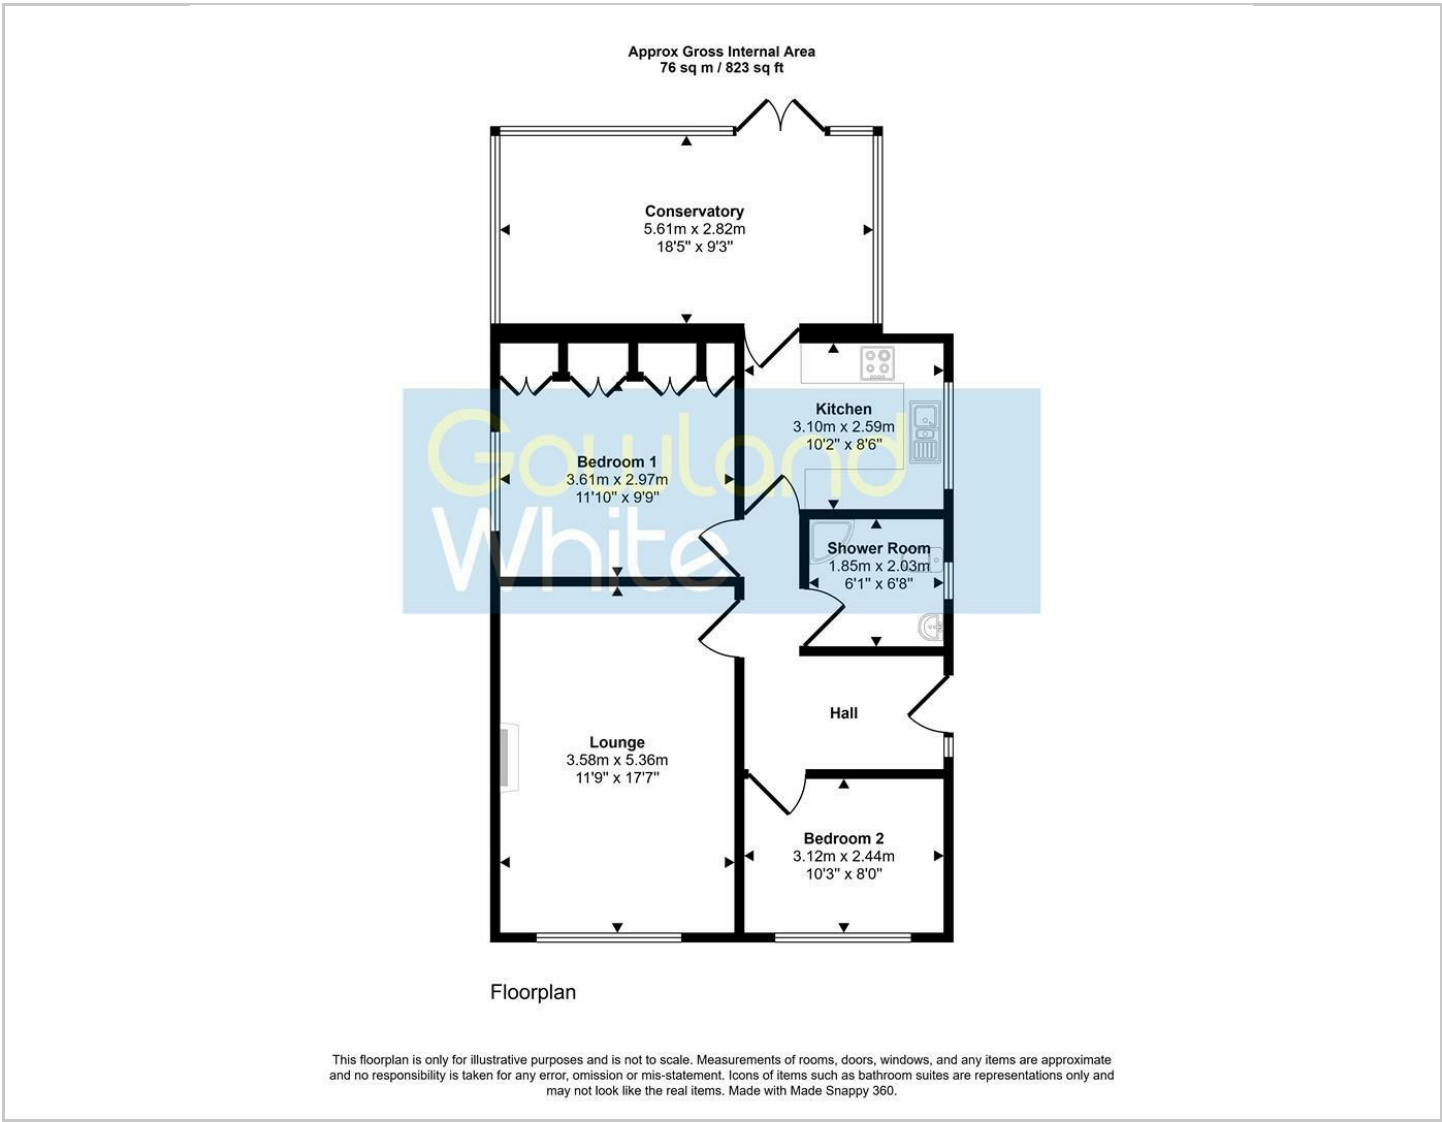 Approx Gross Internal Area
76 sq m / 823 sq ft
Conservatory
5.61m x 2.82m
18'5" x 9'3"
Kitchen
3.10m x 2.59m
10'2" x 8'6"
Gowland
White
Bedroom 1
3.61m x 2.97m
11'10" x 9'9"
Shower Room
1.85m x 2.03m
6'1" x 6'8"
Hall
Lounge
3.58m x 5.36m
11'9" x 17'7"
Bedroom 2
3.12m x 2.44m
10'3" x 8'0"
Floorplan
This floorplan is only for illustrative purposes and is not to scale. Measurements of rooms, doors, windows, and any items are approximate
and no responsibility is taken for any error, omission or mis-statement. Icons of items such as bathroom suites are representations only and
may not look like the real items. Made with Made Snappy 360.